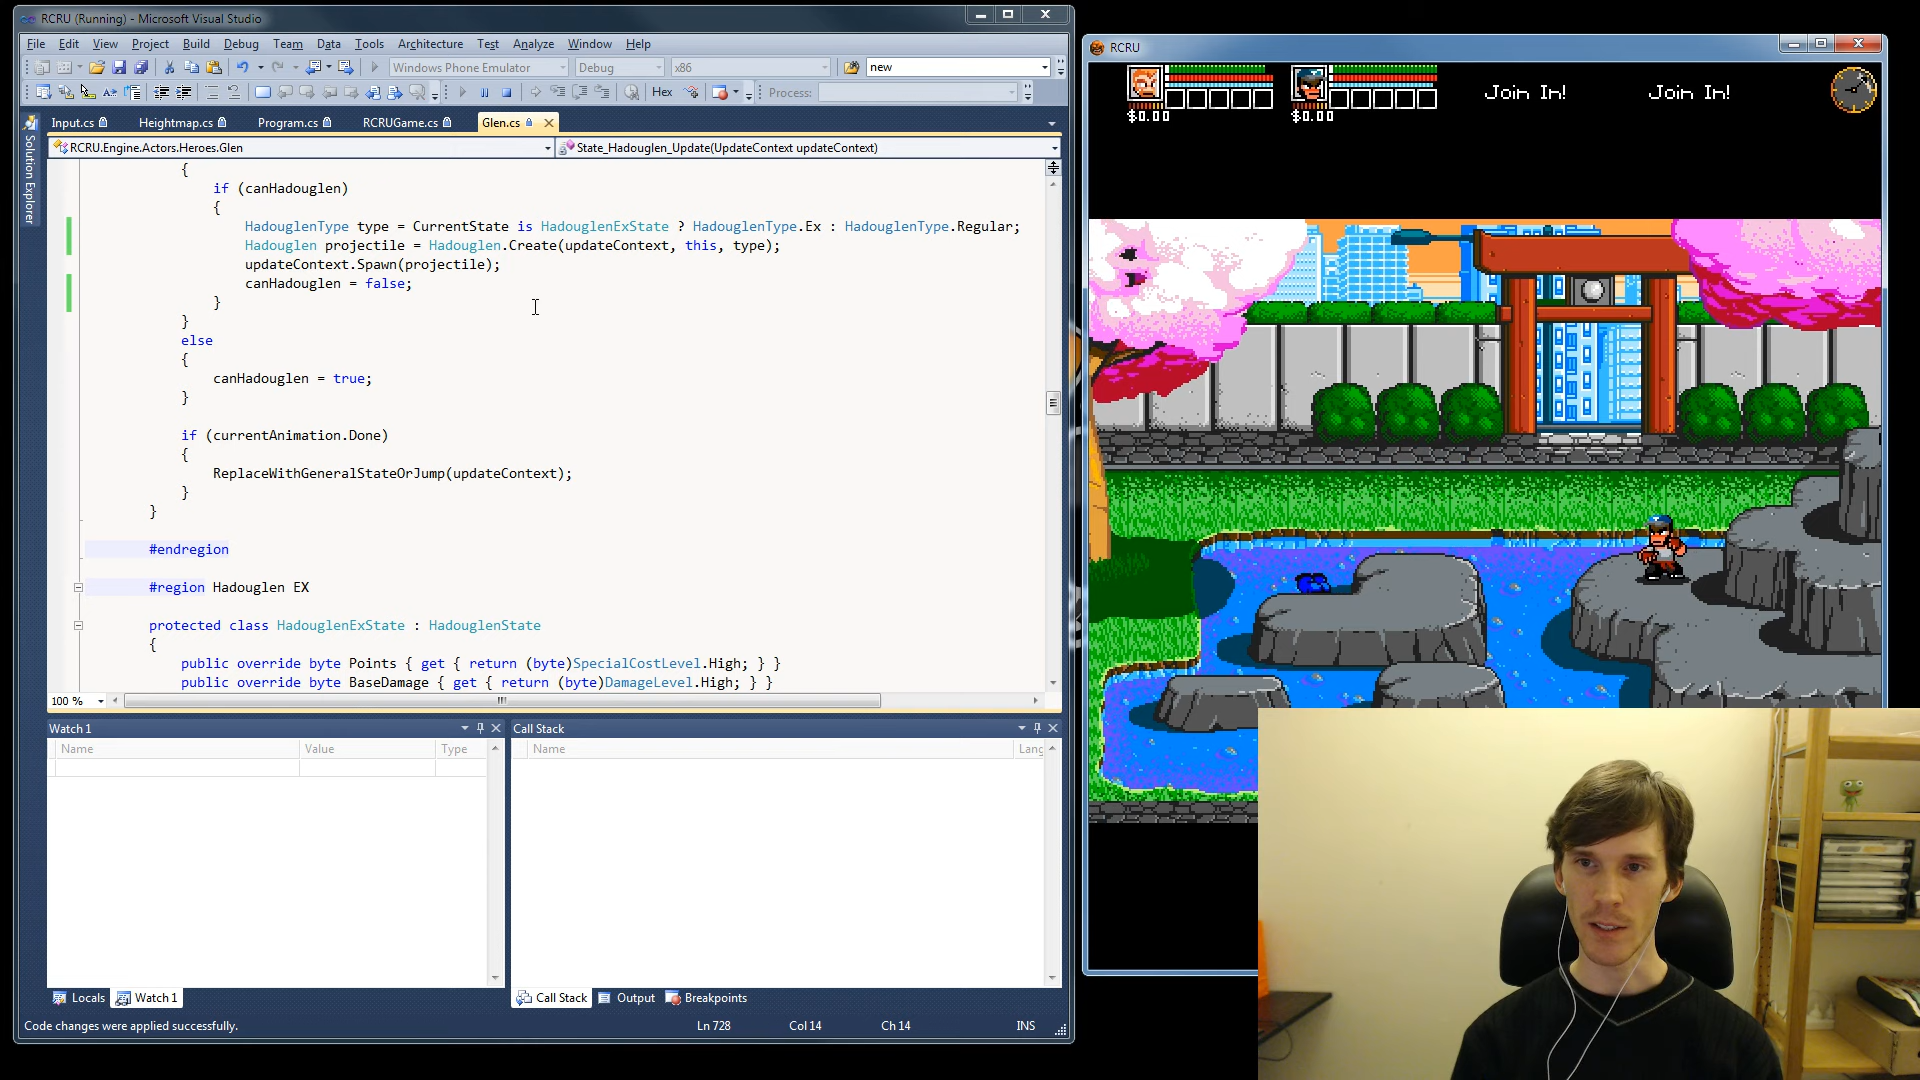 RCRU (Running) - Microsoft Visual Studio
File Edit View Project Build Debug Team Data Tools Architecture Test Analyze Window Help
Windows Phone Emulator Debug x86 new
Hex Process:
Input.cs Heightmap.cs Program.cs RCRUGame.cs Glen.cs
RCRU.Engine.Actors.Heroes.Glen State_Hadouglen_Update(UpdateContext updateContext)
Solution Explorer
{
if (canHadouglen)
{
HadouglenType type = CurrentState is HadouglenExState ? HadouglenType.Ex : HadouglenType.Regular;
Hadouglen projectile = Hadouglen.Create(updateContext, this, type);
updateContext.Spawn(projectile);
canHadouglen = false;
}
}
else
{
canHadouglen = true;
}
if (currentAnimation.Done)
{
ReplaceWithGeneralStateOrJump(updateContext);
}
}
#endregion
#region Hadouglen EX
protected class HadouglenExState : HadouglenState
{
public override byte Points { get { return (byte)SpecialCostLevel.High; } }
public override byte BaseDamage { get { return (byte)DamageLevel.High; } }
100 %
Watch 1
Name Value Type
Call Stack
Name Lang
Locals Watch 1
Call Stack Output Breakpoints
Code changes were applied successfully. Ln 728 Col 14 Ch 14 INS
RCRU
Join In! Join In!
$0.00 $0.00